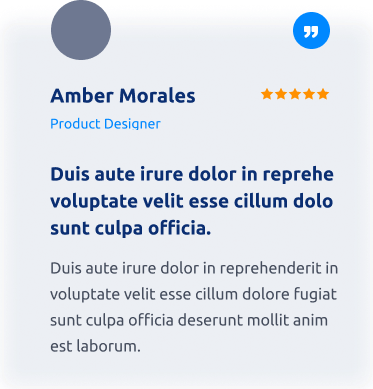 Amber Morales
Product Designer
Duis aute irure dolor in reprehe
voluptate velit esse cillum dolo
sunt culpa officia.
Duis aute irure dolor in reprehenderit in
voluptate velit esse cillum dolore fugiat
sunt culpa officia deserunt mollit anim
est laborum.